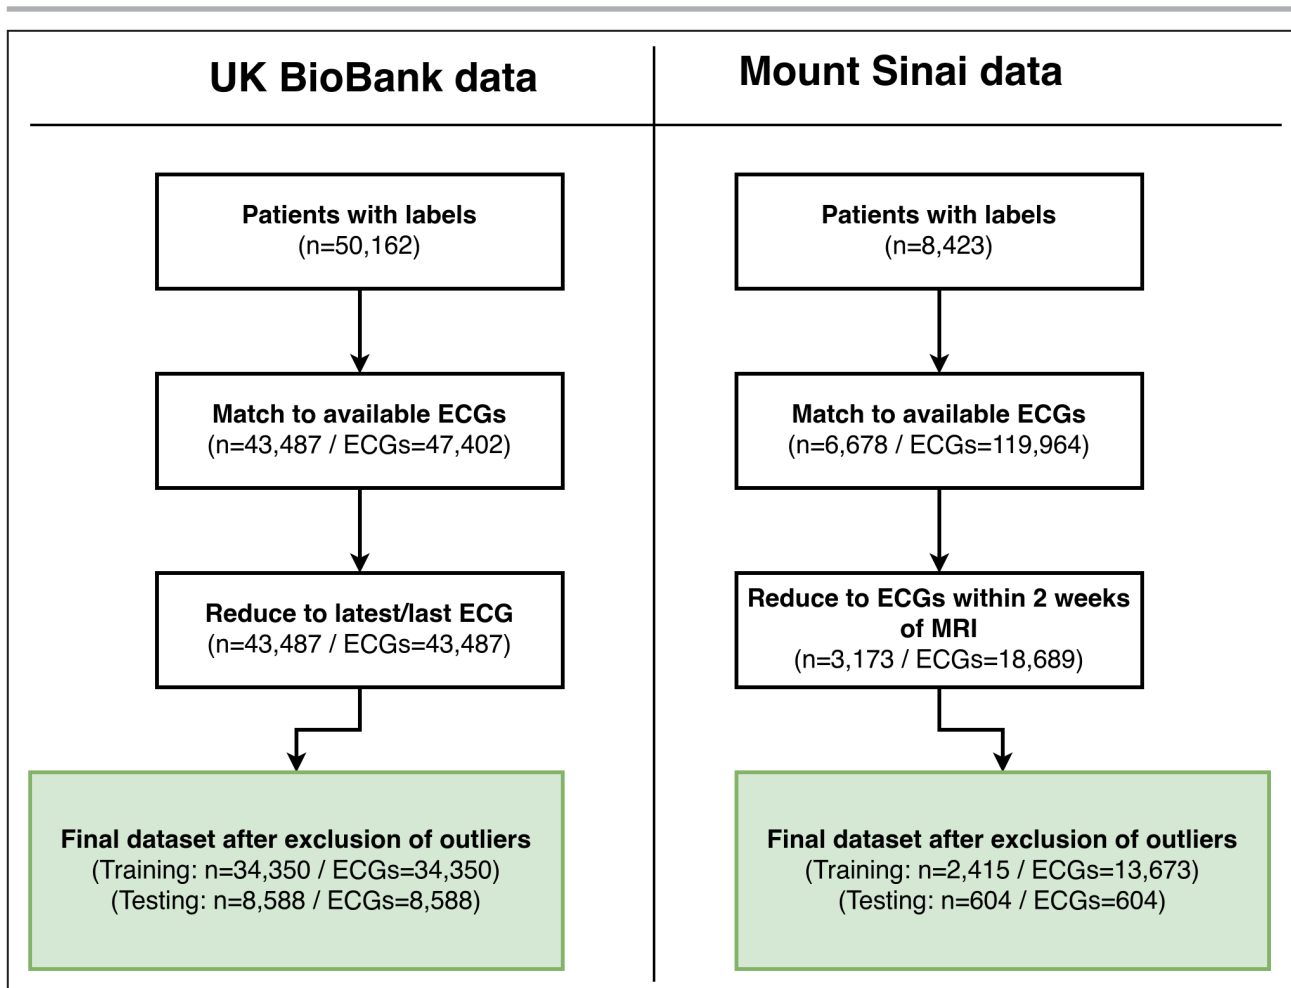 UK BioBank data
Patients with labels
(n=50,162)
Match to available ECGs
(n=43,487 / ECGs=47,402)
Reduce to latest/last ECG
(n=43,487 / ECGs=43,487)
Final dataset after exclusion of outliers
(Training: n=34,350 / ECGs=34,350)
(Testing: n=8,588 / ECGs=8,588)
Mount Sinai data
Patients with labels
(n=8,423)
Match to available ECGs
(n=6,678 / ECGs=119,964)
Reduce to ECGs within 2 weeks
of MRI
(n=3,173 / ECGs=18,689)
Final dataset after exclusion of outliers
(Training: n=2,415 / ECGs=13,673)
(Testing: n=604 / ECGs=604)